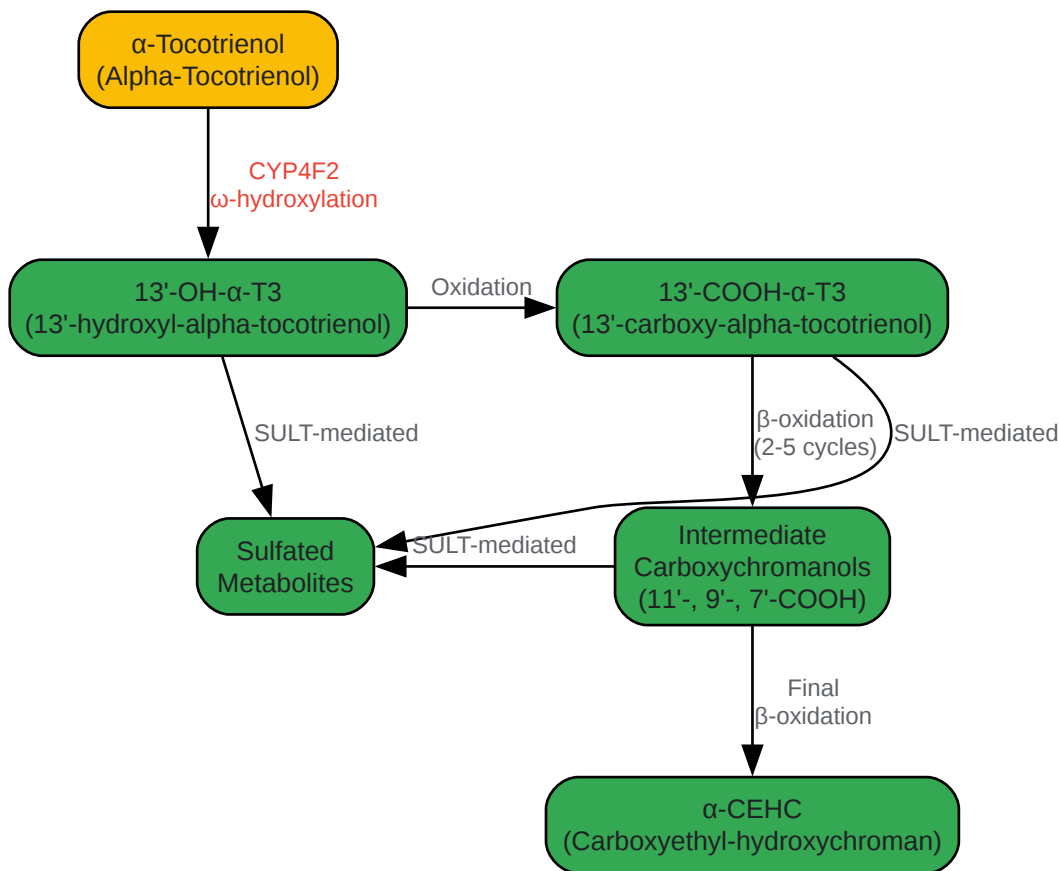 α-Tocotrienol
(Alpha-Tocotrienol)
CYP4F2
ω-hydroxylation
13'-OH-α-T3
(13'-hydroxyl-alpha-tocotrienol)
Oxidation
13'-COOH-α-T3
(13'-carboxy-alpha-tocotrienol)
SULT-mediated
β-oxidation
(2-5 cycles)
SULT-mediated
Sulfated
Metabolites
SULT-mediated
Intermediate
Carboxychromanols
(11'-, 9'-, 7'-COOH)
Final
β-oxidation
α-CEHC
(Carboxyethyl-hydroxychroman)